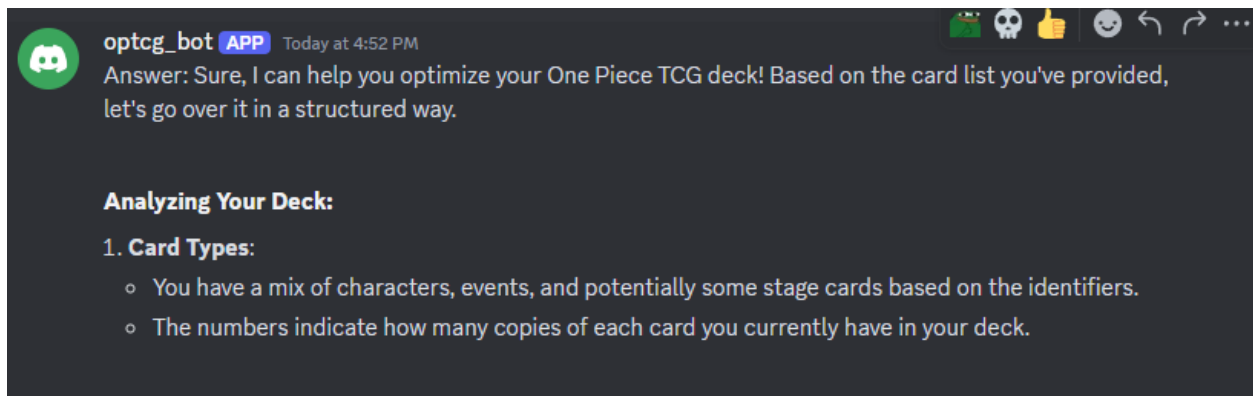 optcg_bot APP Today at 4:52 PM
Answer: Sure, I can help you optimize your One Piece TCG deck! Based on the card list you've provided,
let's go over it in a structured way.
Analyzing Your Deck:
1. Card Types:
◦ You have a mix of characters, events, and potentially some stage cards based on the identifiers.
◦ The numbers indicate how many copies of each card you currently have in your deck.